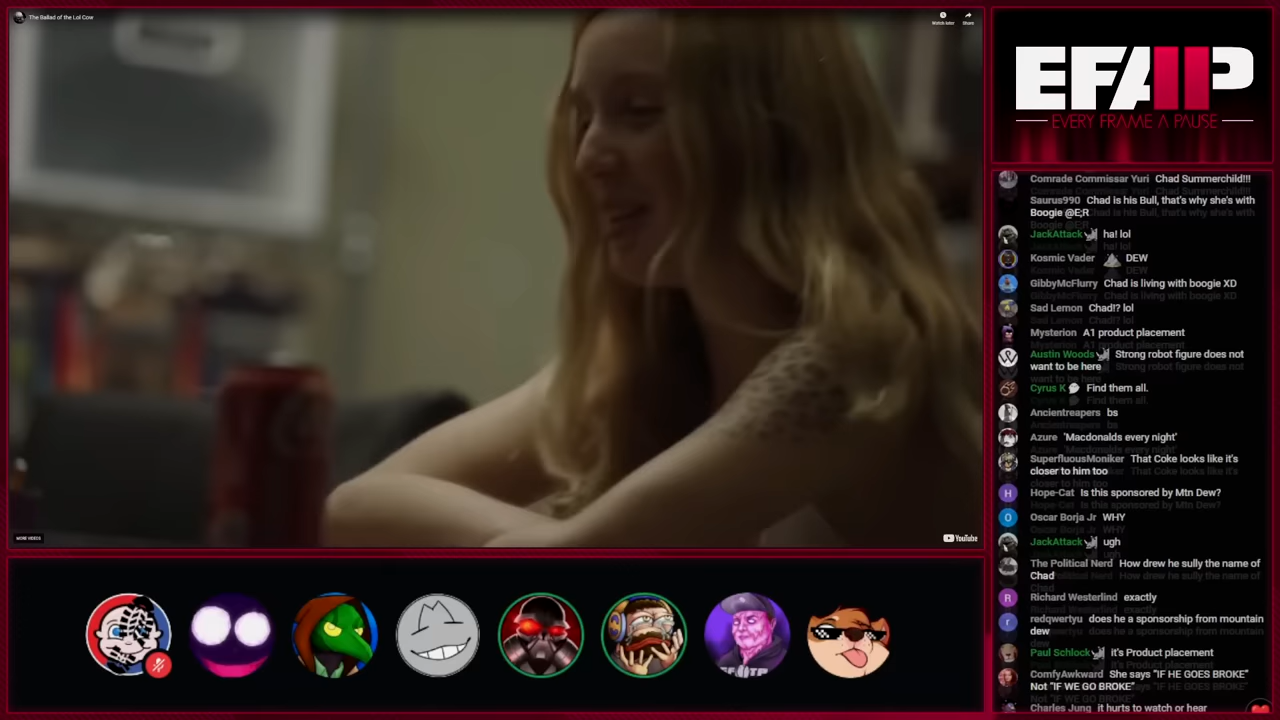 The Ballad of the Lol Cow
Watch later
Share
MORE VIDEOS
YouTube
EFAP
EVERY FRAME A PAUSE
Comrade Commissar Yuri Chad Summerchild!!!
Saurus990 Chad is his Bull, that's why she's with
Boogie @E;R
JackAttack ha! lol
Kosmic Vader DEW
GibbyMcFlurry Chad is living with boogie XD
Sad Lemon Chad!? lol
Mysterion A1 product placement
Austin Woods Strong robot figure does not
want to be here
Cyrus K Find them all.
Ancientreapers bs
Azure 'Macdonalds every night'
SuperfluousMoniker That Coke looks like it's
closer to him too
H
Hope-Cat Is this sponsored by Mtn Dew?
O
Oscar Borja Jr WHY
JackAttack ugh
The Political Nerd How drew he sully the name of
Chad
R
Richard Westerlind exactly
r
redqwertyu does he a sponsorship from mountain
dew
Paul Schlock it's Product placement
ComfyAwkward She says "IF HE GOES BROKE"
Not "IF WE GO BROKE"
Charles Jung it hurts to watch or hear
EFAP